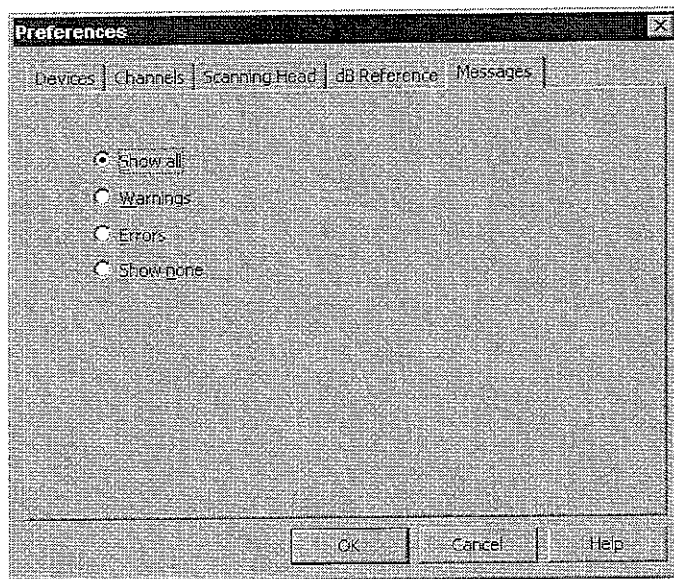 Preferences
Devices Channels Scanning Head dB Reference Messages
Show all
Warnings
Errors
Show none
OK Cancel Help